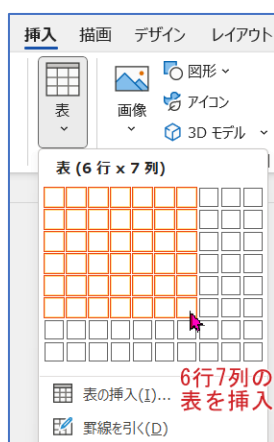 挿入 描画 デザイン レイアウト
表
画像
図形
アイコン
3D モデル
表 (6 行 x 7 列)
表の挿入(I)...
罫線を引く(D)
6行7列の
表を挿入